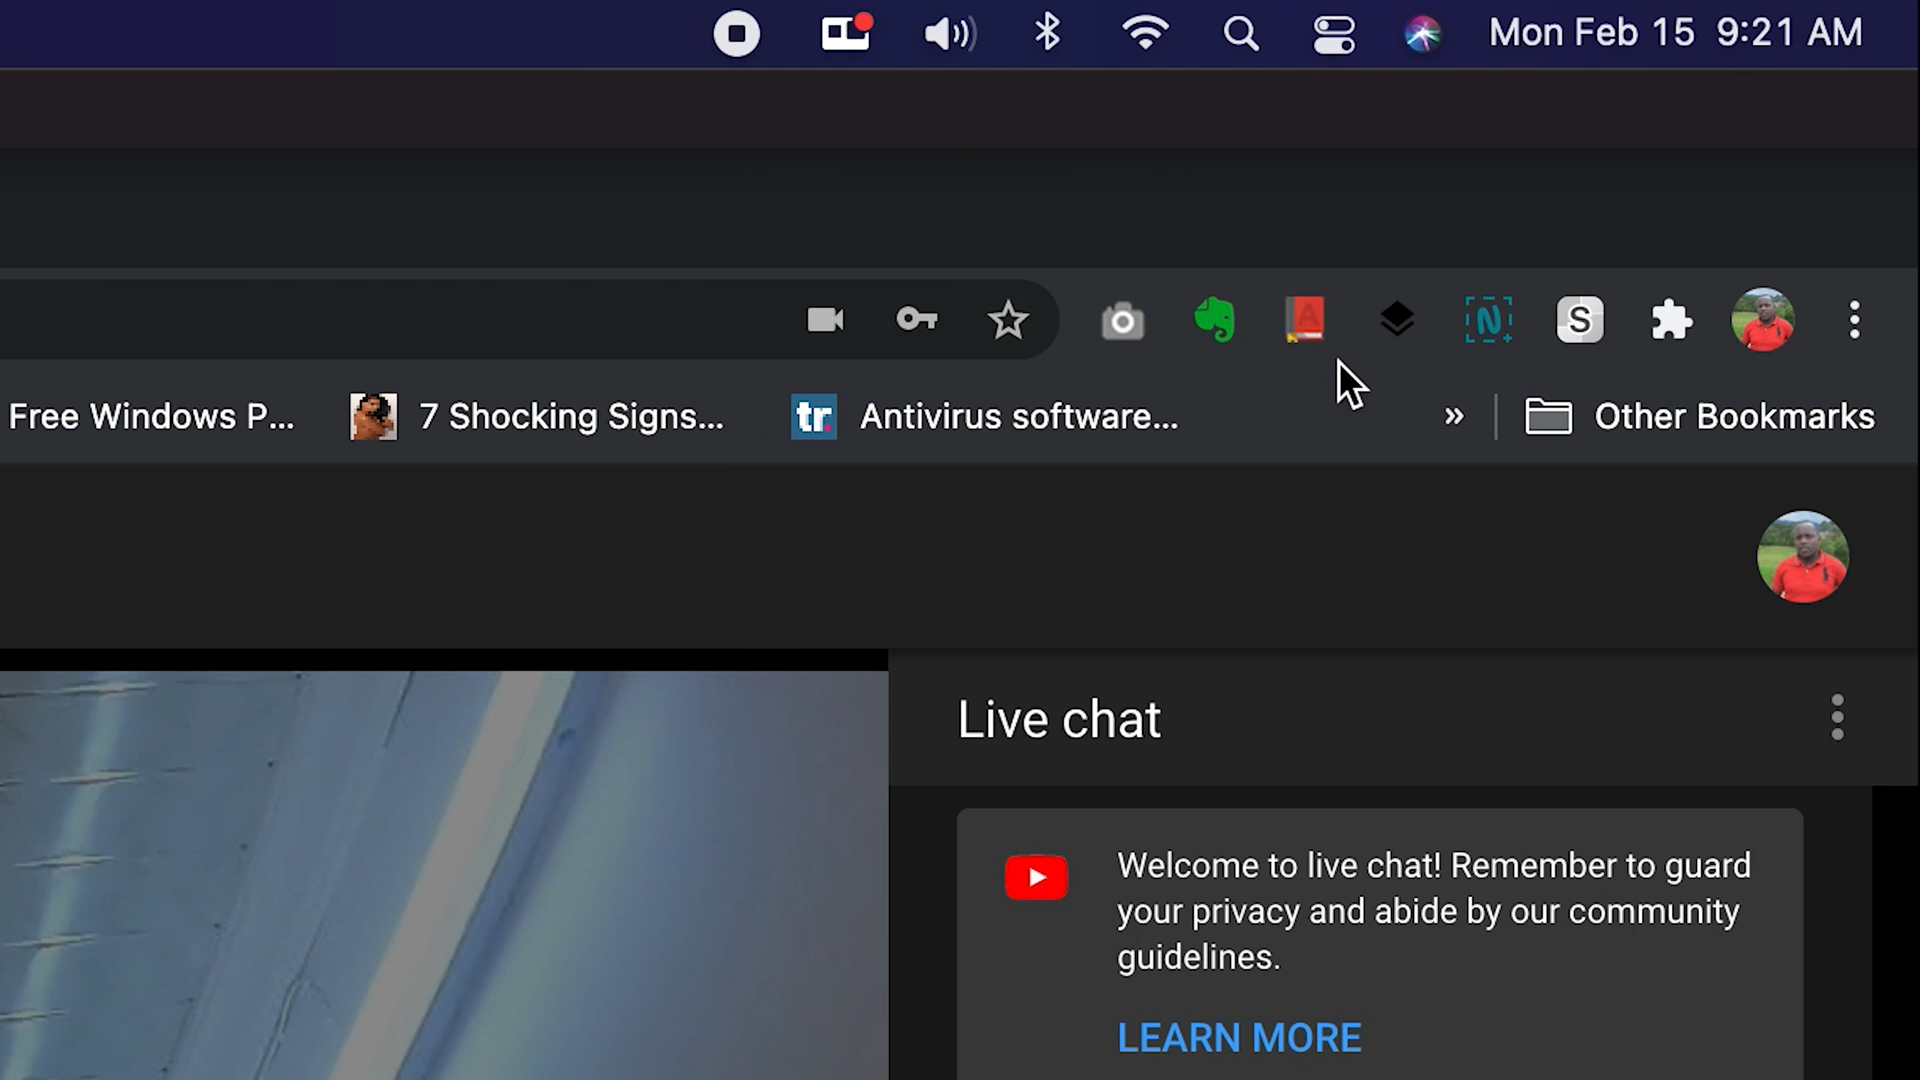 Mon Feb 15 9:21 AM
A N S
Free Windows P... 7 Shocking Signs... tr. Antivirus software... » Other Bookmarks
Live chat
Welcome to live chat! Remember to guard
your privacy and abide by our community
guidelines.
LEARN MORE